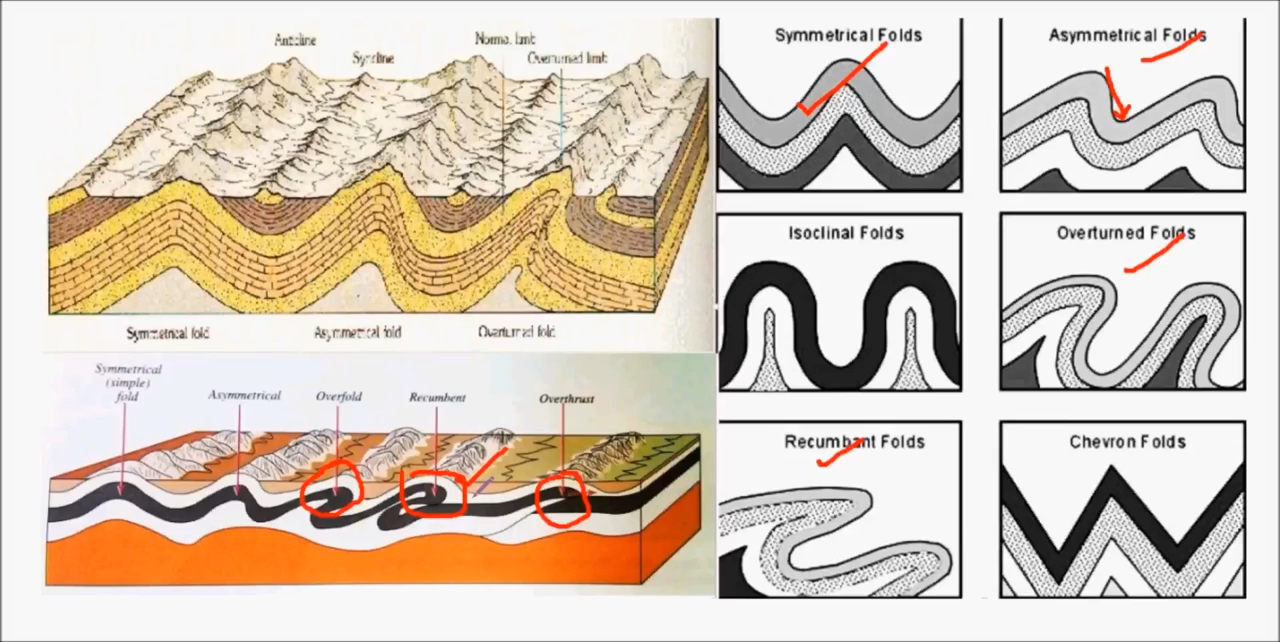 Anticline
Syncline
Normal limb
Overturned limb
Symmetrical fold
Asymmetrical fold
Overturned fold
Symmetrical
(simple)
fold
Asymmetrical
Overfold
Recumbent
Overthrust
Symmetrical Folds
Asymmetrical Folds
Isoclinal Folds
Overturned Folds
Recumbant Folds
Chevron Folds